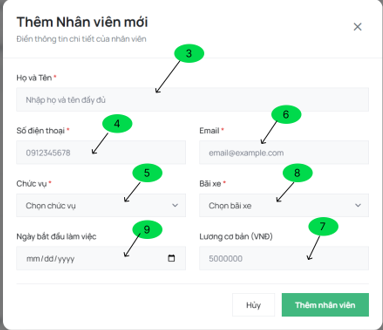 Thêm Nhân viên mới
Điền thông tin chi tiết của nhân viên
3
Họ và Tên *
Nhập họ và tên đầy đủ
4
6
Số điện thoại *
Email *
0912345678
email@example.com
5
8
Chức vụ *
Bãi xe *
Chọn chức vụ
Chọn bãi xe
9
7
Ngày bắt đầu làm việc
Lương cơ bản (VNĐ)
mm/dd/yyyy
5000000
Hủy
Thêm nhân viên